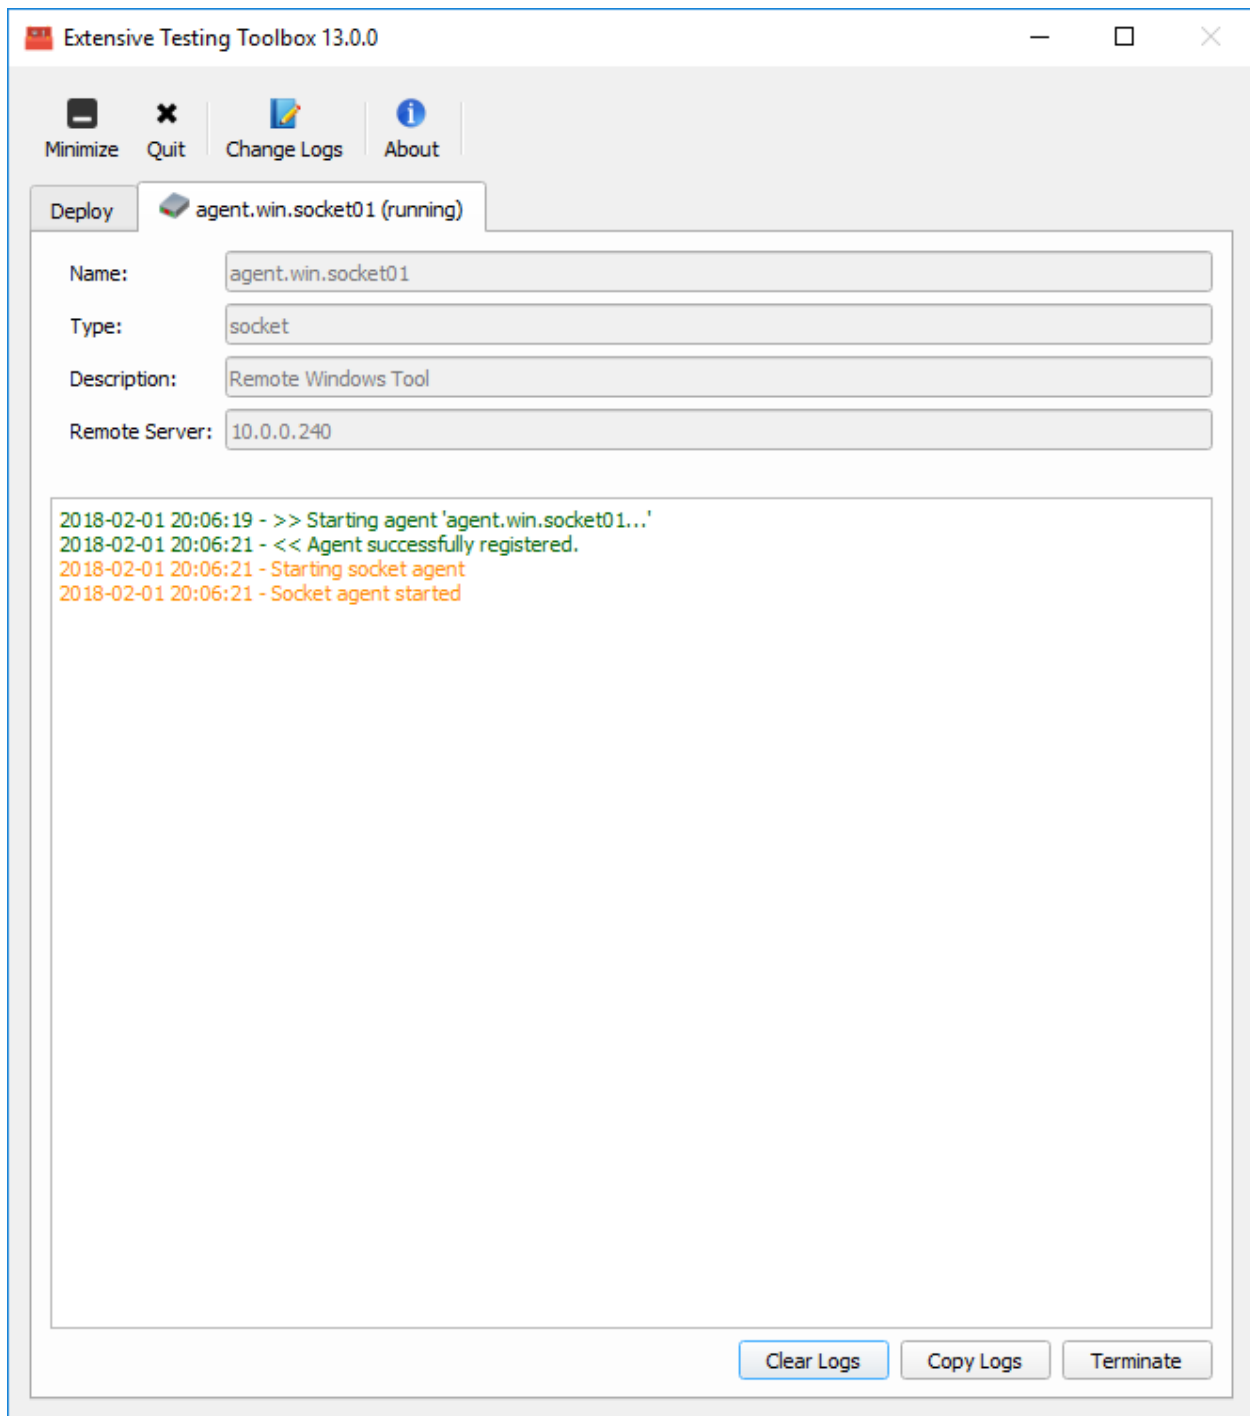 Extensive Testing Toolbox 13.0.0
Minimize Quit Change Logs About
Deploy agent.win.socket01 (running)
Name: agent.win.socket01
Type: socket
Description: Remote Windows Tool
Remote Server: 10.0.0.240
2018-02-01 20:06:19 - >> Starting agent 'agent.win.socket01...'
2018-02-01 20:06:21 - << Agent successfully registered.
2018-02-01 20:06:21 - Starting socket agent
2018-02-01 20:06:21 - Socket agent started
Clear Logs Copy Logs Terminate